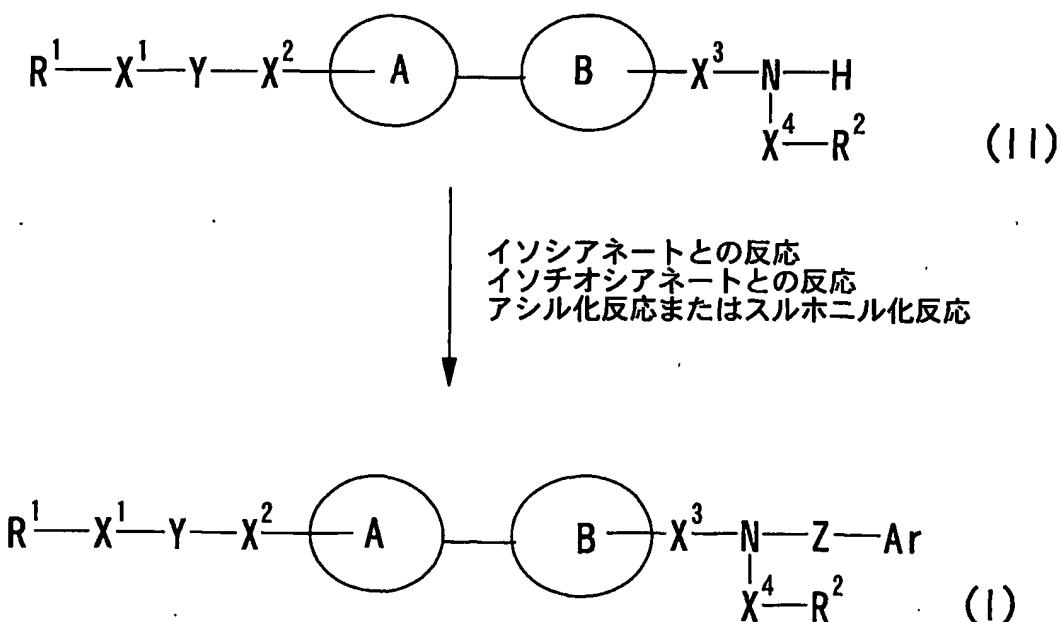 R¹—X¹—Y—X²—A—B—X³—N—H
X⁴—R²
(II)
イソシアネートとの反応
イソチオシアネートとの反応
アシル化反応またはスルホニル化反応
R¹—X¹—Y—X²—A—B—X³—N—Z—Ar
X⁴—R²
(I)